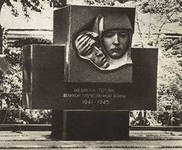 МЕДИКАМ-ГЕРОЯМ
ВЕЛИКОЙ ОТЕЧЕСТВЕННОЙ ВОЙНЫ
1941-1945